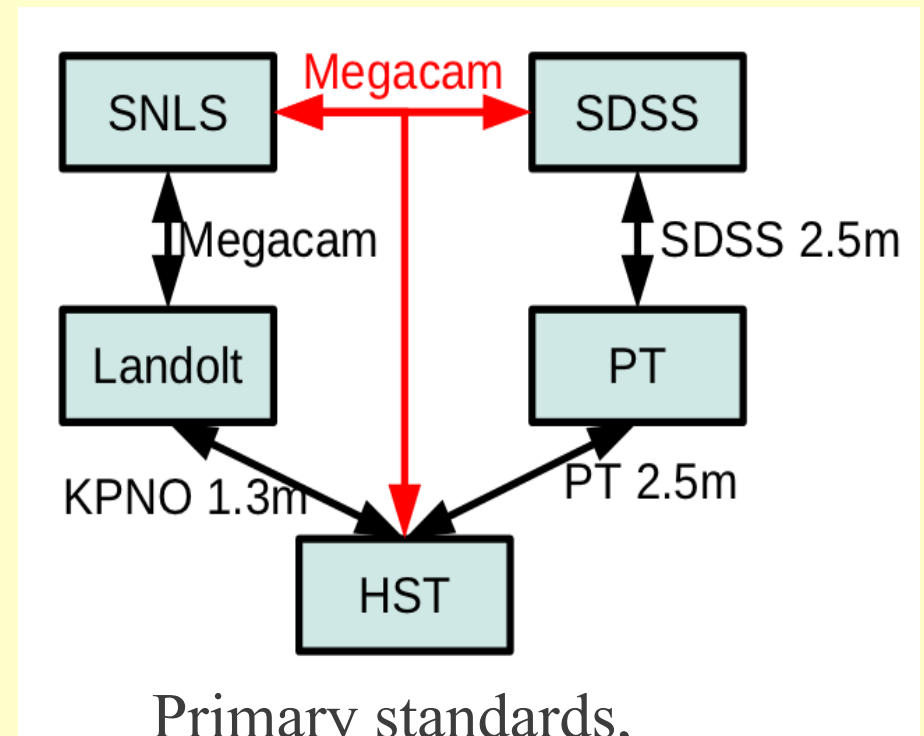 Megacam
SNLS
SDSS
Megacam
SDSS 2.5m
Landolt
PT
KPNO 1.3m
PT 2.5m
HST
Primary standards,